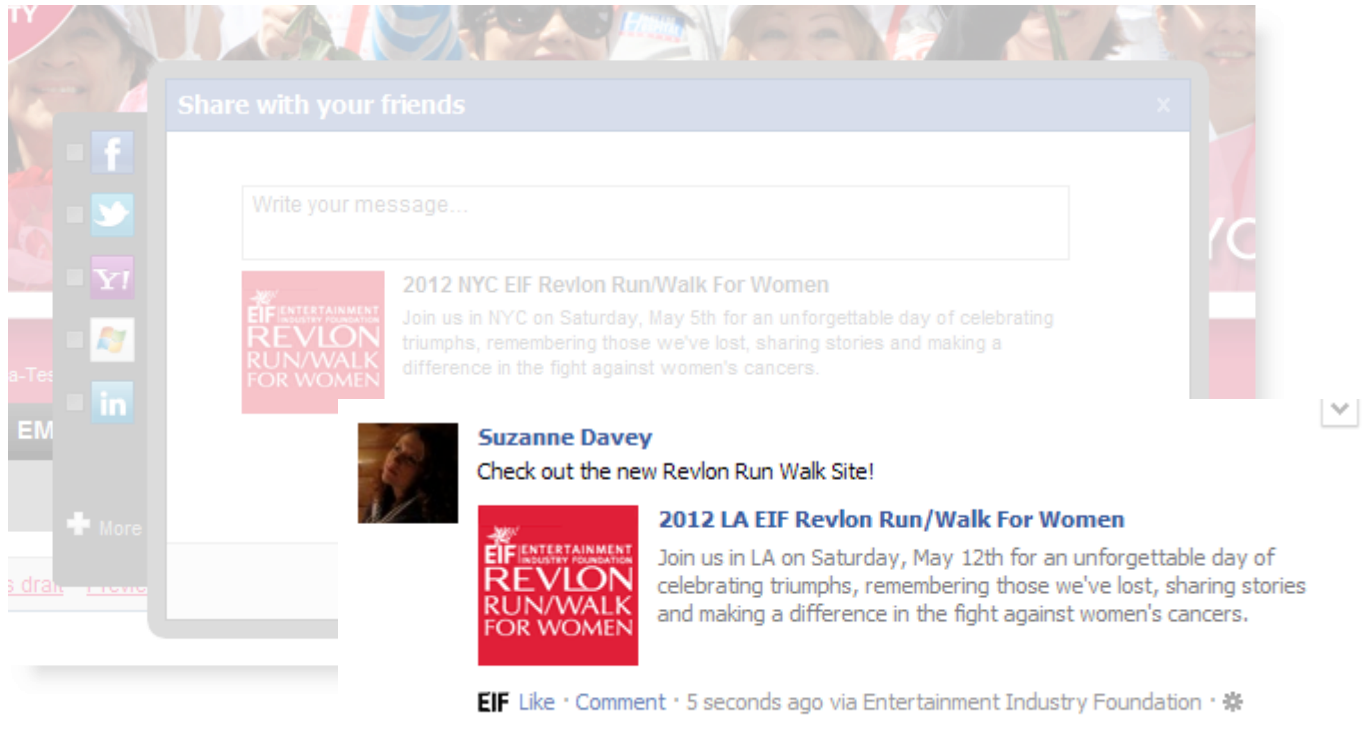 TY
Share with your friends
x
f
Write your message...
Y!
in
More
2012 NYC EIF Revlon Run/Walk For Women
Join us in NYC on Saturday, May 5th for an unforgettable day of celebrating
triumphs, remembering those we've lost, sharing stories and making a
difference in the fight against women's cancers.
EIF ENTERTAINMENT
INDUSTRY FOUNDATION
REVLON
RUN/WALK
FOR WOMEN
YC
a-Tes
EM
s draft
Suzanne Davey
Check out the new Revlon Run Walk Site!
EIF ENTERTAINMENT
INDUSTRY FOUNDATION
REVLON
RUN/WALK
FOR WOMEN
2012 LA EIF Revlon Run/Walk For Women
Join us in LA on Saturday, May 12th for an unforgettable day of
celebrating triumphs, remembering those we've lost, sharing stories
and making a difference in the fight against women's cancers.
EIF Like · Comment · 5 seconds ago via Entertainment Industry Foundation ·